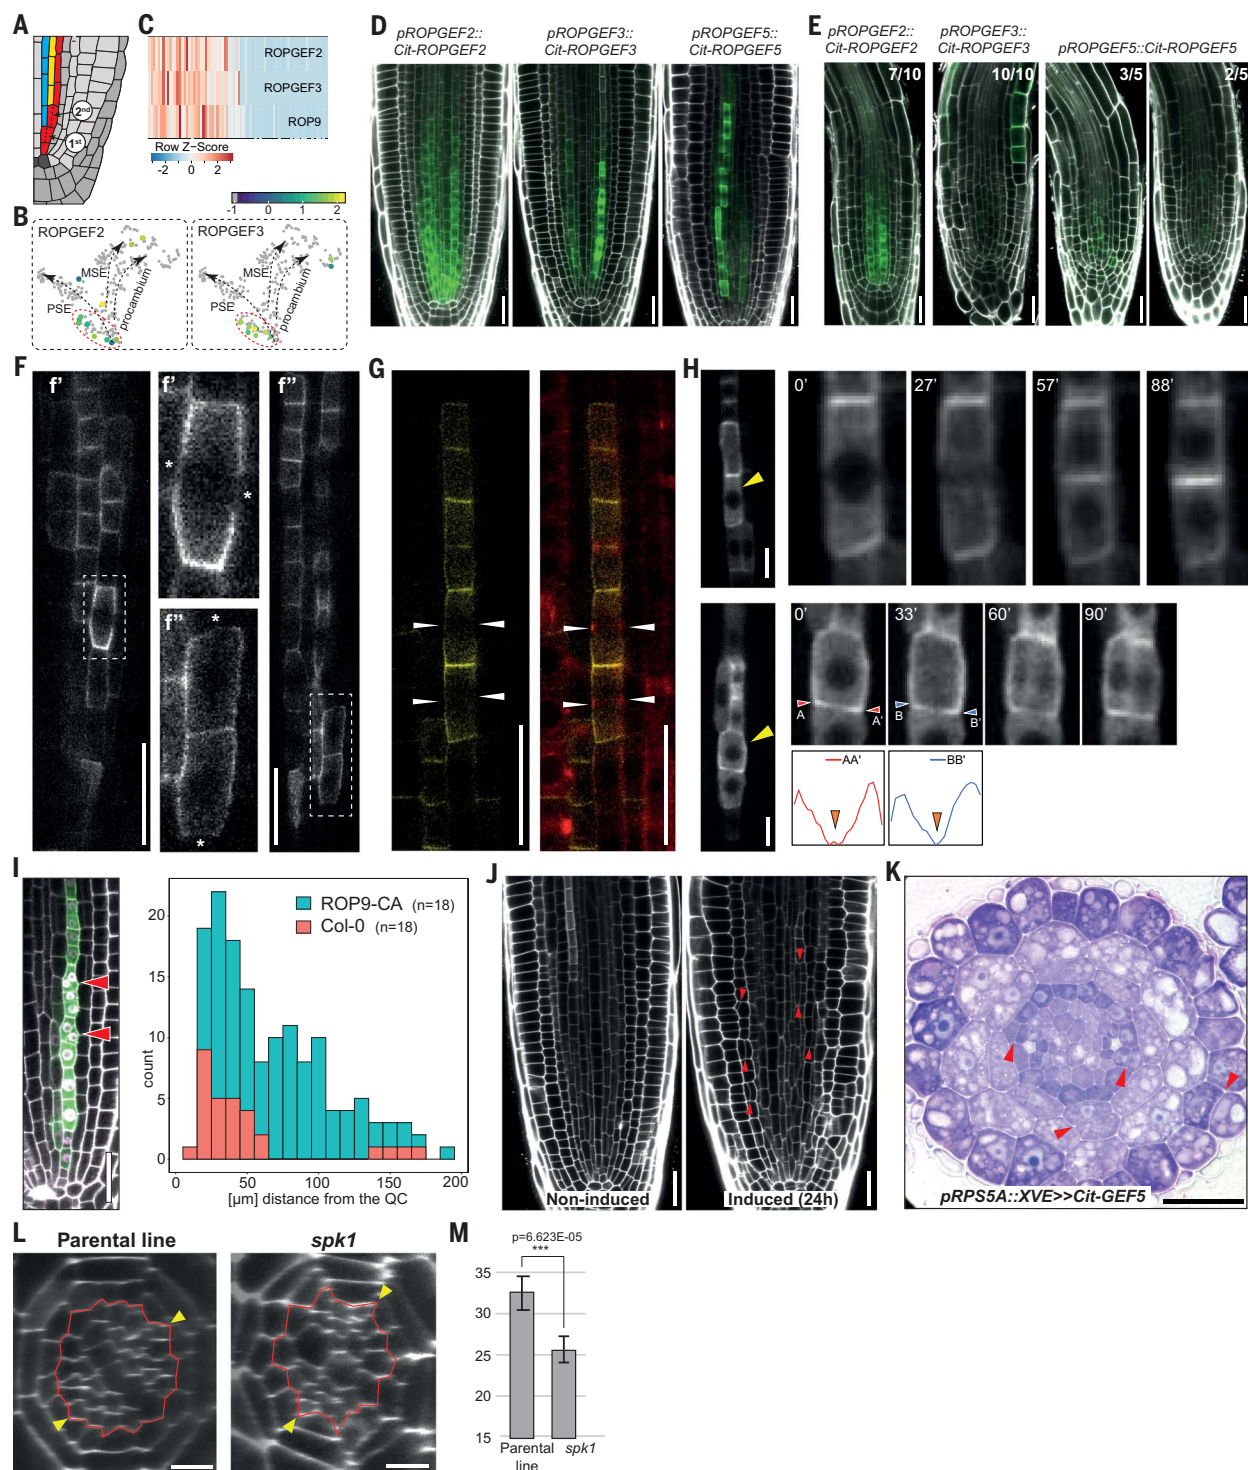 A
2nd
1st
C
ROPGEF2
ROPGEF3
ROP9
Row Z–Score
-2 0 2
D
pROPGEF2::
Cit-ROPGEF2
pROPGEF3::
Cit-ROPGEF3
pROPGEF5::
Cit-ROPGEF5
E
pROPGEF2::
Cit-ROPGEF2
pROPGEF3::
Cit-ROPGEF3
pROPGEF5::Cit-ROPGEF5
7/10
10/10
3/5
2/5
B
-1 0 1 2
ROPGEF2
MSE
PSE
procambium
ROPGEF3
MSE
PSE
procambium
F
f'
f'
*
*
f''
*
*
f''
G
H
0'
27'
57'
88'
0'
33'
60'
90'
A
A'
B
B'
AA'
BB'
I
20
15
10
5
0
count
ROP9-CA (n=18)
Col-0 (n=18)
0 50 100 150 200
[µm] distance from the QC
J
Non-induced
Induced (24h)
K
pRPS5A::XVE>>Cit-GEF5
L
Parental line
spk1
M
p=6.623E-05
***
35
30
25
20
15
Parental
line
spk1